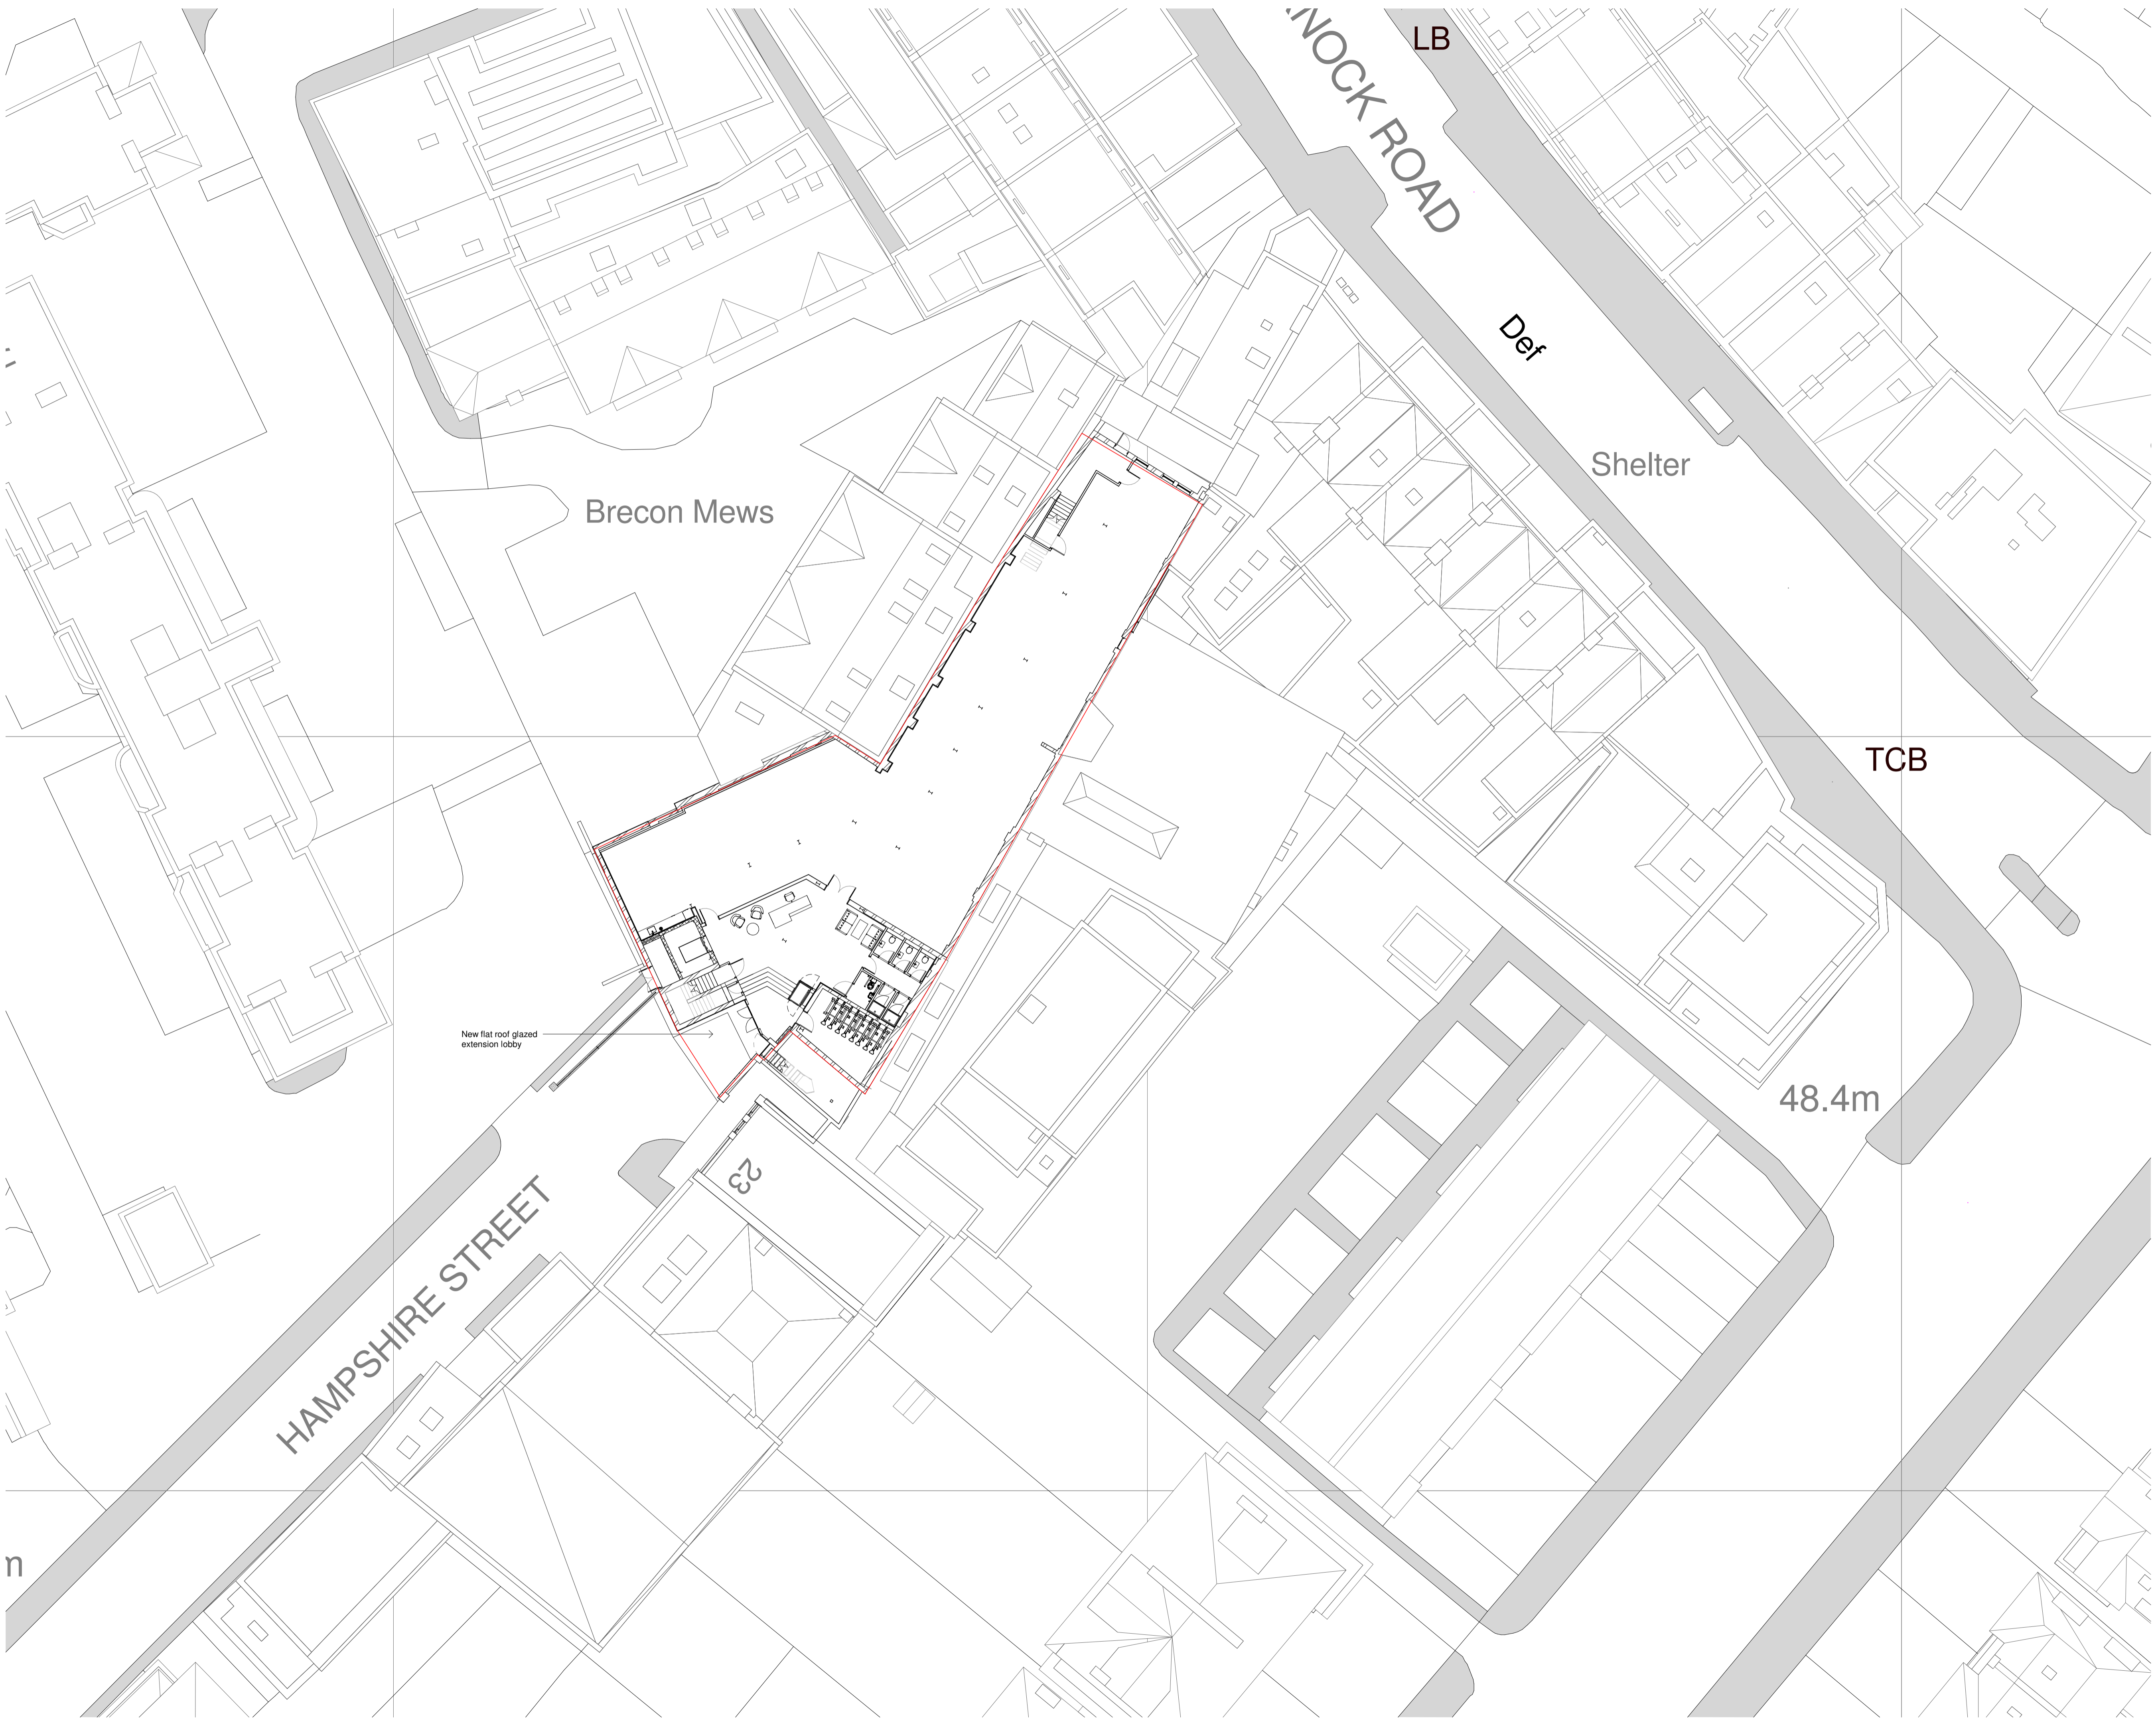 LB
NOCK ROAD
Def
Shelter
Brecon Mews
TCB
New flat roof glazed
extension lobby
48.4m
23
HAMPSHIRE STREET
m